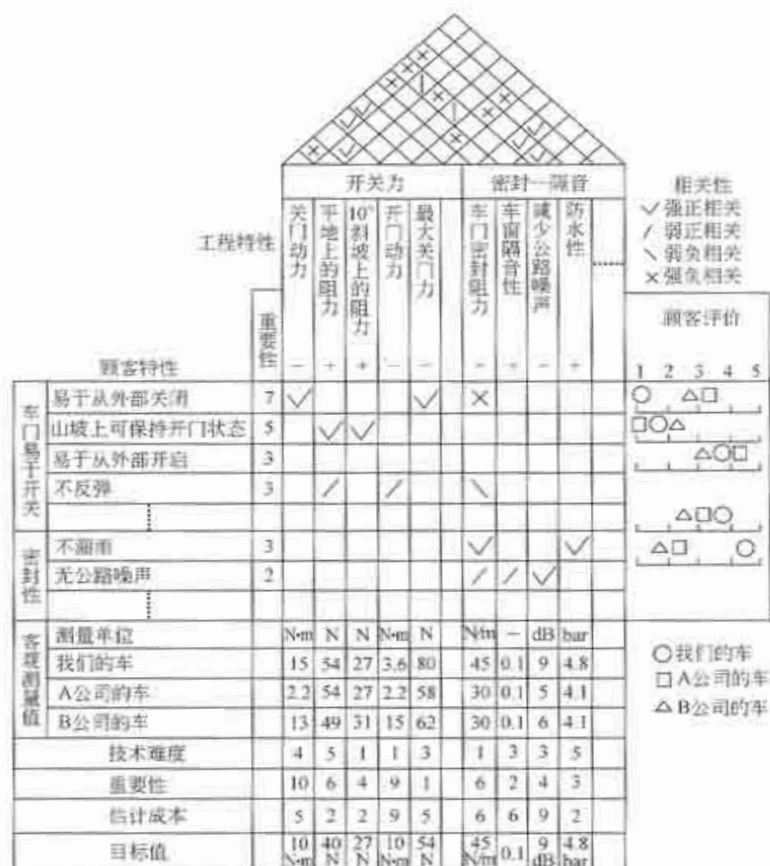 开关力 密封—隔音
相关性
✓强正相关
/ 弱正相关
\ 弱负相关
×强负相关
工程特性
关门动力
平地上的阻力
10°斜坡上的阻力
开门动力
最大关门力
车门密封阻力
车窗隔音性
减少公路噪声
防水性
重要性
顾客特性
顾客评价
1 2 3 4 5
车门易于开关
易于从外部关闭 7
山坡上可保持开门状态 5
易于从外部开启 3
不反弹 3
密封性
不漏雨 3
无公路噪声 2
客观测量值
测量单位 N·m N N N·m N N/m — dB bar
我们的车 15 54 27 3.6 80 45 0.1 9 4.8
A公司的车 2.2 54 27 2.2 58 30 0.1 5 4.1
B公司的车 13 49 31 15 62 30 0.1 6 4.1
○我们的车
□A公司的车
△B公司的车
技术难度 4 5 1 1 3 1 3 3 5
重要性 10 6 4 9 1 6 2 4 3
估计成本 5 2 2 9 5 6 6 9 2
目标值 10 N·m 40 N 27 N 10 N·m 54 N 45 N/m 0.1 9 dB 4.8 bar